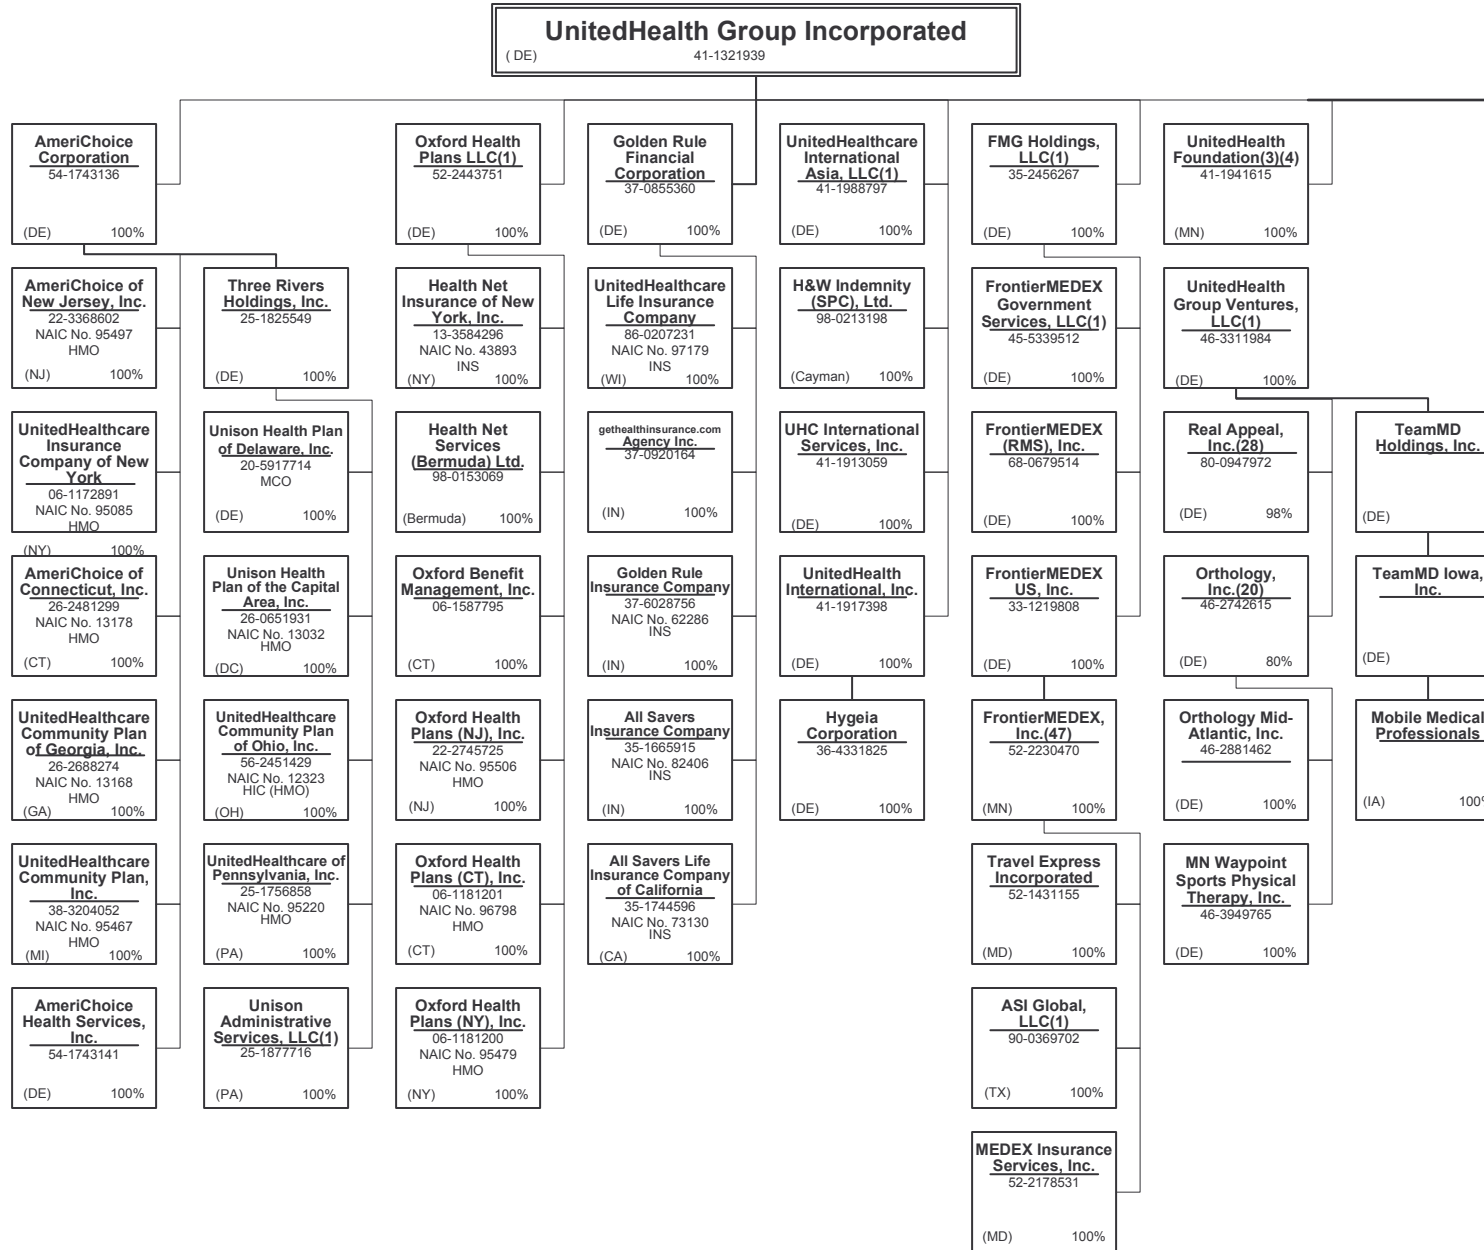 UnitedHealth Group Incorporated
( DE) 41-1321939
AmeriChoice
Corporation
54-1743136
(DE) 100%
Oxford Health
Plans LLC(1)
52-2443751
(DE) 100%
Golden Rule
Financial
Corporation
37-0855360
(DE) 100%
UnitedHealthcare
International
Asia, LLC(1)
41-1988797
(DE) 100%
FMG Holdings,
LLC(1)
35-2456267
(DE) 100%
UnitedHealth
Foundation(3)(4)
41-1941615
(MN) 100%
AmeriChoice of
New Jersey, Inc.
22-3368602
NAIC No. 95497
HMO
(NJ) 100%
Three Rivers
Holdings, Inc.
25-1825549
(DE) 100%
Health Net
Insurance of New
York, Inc.
13-3584296
NAIC No. 43893
INS
(NY) 100%
UnitedHealthcare
Life Insurance
Company
86-0207231
NAIC No. 97179
INS
(WI) 100%
H&W Indemnity
(SPC), Ltd.
98-0213198
(Cayman) 100%
FrontierMEDEX
Government
Services, LLC(1)
45-5339512
(DE) 100%
UnitedHealth
Group Ventures,
LLC(1)
46-3311984
(DE) 100%
UnitedHealthcare
Insurance
Company of New
York
06-1172891
NAIC No. 95085
HMO
(NY) 100%
Unison Health Plan
of Delaware, Inc.
20-5917714
MCO
(DE) 100%
Health Net
Services
(Bermuda) Ltd.
98-0153069
(Bermuda) 100%
gethealthinsurance.com
Agency Inc.
37-0920164
(IN) 100%
UHC International
Services, Inc.
41-1913059
(DE) 100%
FrontierMEDEX
(RMS), Inc.
68-0679514
(DE) 100%
Real Appeal,
Inc.(28)
80-0947972
(DE) 98%
TeamMD
Holdings, Inc.
(DE)
AmeriChoice of
Connecticut, Inc.
26-2481299
NAIC No. 13178
HMO
(CT) 100%
Unison Health
Plan of the Capital
Area, Inc.
26-0651931
NAIC No. 13032
HMO
(DC) 100%
Oxford Benefit
Management, Inc.
06-1587795
(CT) 100%
Golden Rule
Insurance Company
37-6028756
NAIC No. 62286
INS
(IN) 100%
UnitedHealth
International, Inc.
41-1917398
(DE) 100%
FrontierMEDEX
US, Inc.
33-1219808
(DE) 100%
Orthology,
Inc.(20)
46-2742615
(DE) 80%
TeamMD Iowa,
Inc.
(DE)
UnitedHealthcare
Community Plan
of Georgia, Inc.
26-2688274
NAIC No. 13168
HMO
(GA) 100%
UnitedHealthcare
Community Plan
of Ohio, Inc.
56-2451429
NAIC No. 12323
HIC (HMO)
(OH) 100%
Oxford Health
Plans (NJ), Inc.
22-2745725
NAIC No. 95506
HMO
(NJ) 100%
All Savers
Insurance Company
35-1665915
NAIC No. 82406
INS
(IN) 100%
Hygeia
Corporation
36-4331825
(DE) 100%
FrontierMEDEX,
Inc.(47)
52-2230470
(MN) 100%
Orthology Mid-
Atlantic, Inc.
46-2881462
(DE) 100%
Mobile Medical
Professionals
(IA) 100%
UnitedHealthcare
Community Plan,
Inc.
38-3204052
NAIC No. 95467
HMO
(MI) 100%
UnitedHealthcare of
Pennsylvania, Inc.
25-1756858
NAIC No. 95220
HMO
(PA) 100%
Oxford Health
Plans (CT), Inc.
06-1181201
NAIC No. 96798
HMO
(CT) 100%
All Savers Life
Insurance Company
of California
35-1744596
NAIC No. 73130
INS
(CA) 100%
Travel Express
Incorporated
52-1431155
(MD) 100%
MN Waypoint
Sports Physical
Therapy, Inc.
46-3949765
(DE) 100%
AmeriChoice
Health Services,
Inc.
54-1743141
(DE) 100%
Unison
Administrative
Services, LLC(1)
25-1877716
(PA) 100%
Oxford Health
Plans (NY), Inc.
06-1181200
NAIC No. 95479
HMO
(NY) 100%
ASI Global,
LLC(1)
90-0369702
(TX) 100%
MEDEX Insurance
Services, Inc.
52-2178531
(MD) 100%